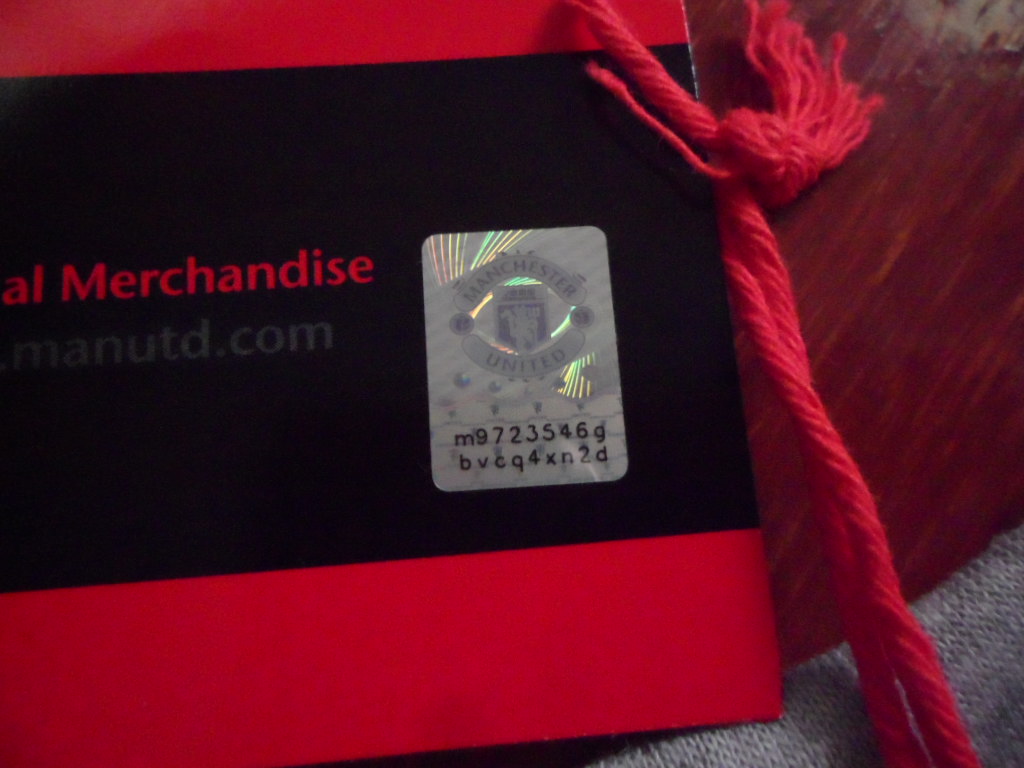 al Merchandise
.manutd.com
MANCHESTER
UNITED
m9723546g
bvcq4xn2d